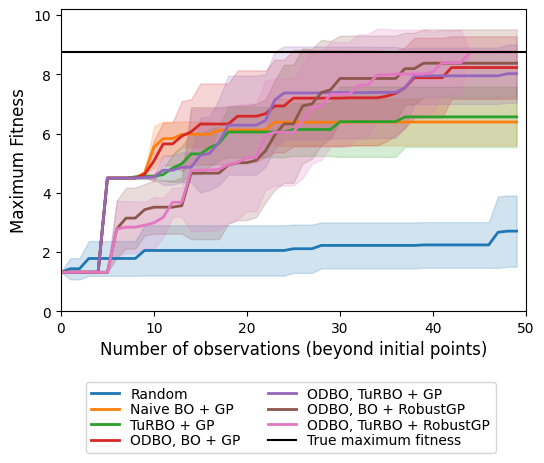 10
8
6
4
2
0
Maximum Fitness
0 10 20 30 40 50
Number of observations (beyond initial points)
Random
Naive BO + GP
TuRBO + GP
ODBO, BO + GP
ODBO, TuRBO + GP
ODBO, BO + RobustGP
ODBO, TuRBO + RobustGP
True maximum fitness